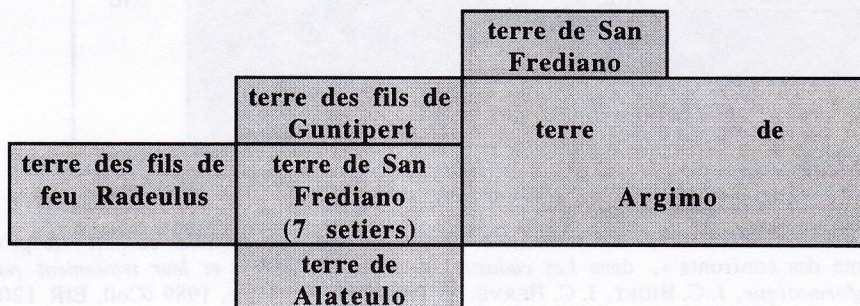 terre de San
Frediano
terre des fils de
Guntipert
terre de
Argimo
terre des fils de
feu Radeulus
terre de San
Frediano
(7 setiers)
terre de
Alateulo